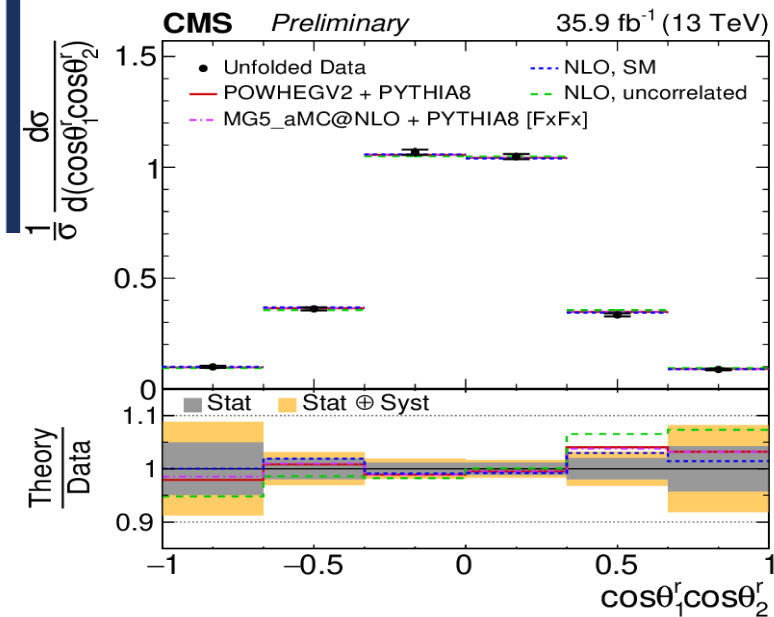 CMS Preliminary 35.9 fb⁻¹ (13 TeV)
1/σ dσ/d(cosθ₁ʳcosθ₂ʳ)
1.5
1
0.5
0
Unfolded Data
NLO, SM
POWHEGV2 + PYTHIA8
NLO, uncorrelated
MG5_aMC@NLO + PYTHIA8 [FxFx]
Stat
Stat ⊕ Syst
Theory/Data
1.1
1
0.9
−1 −0.5 0 0.5 1
cosθ₁ʳcosθ₂ʳ